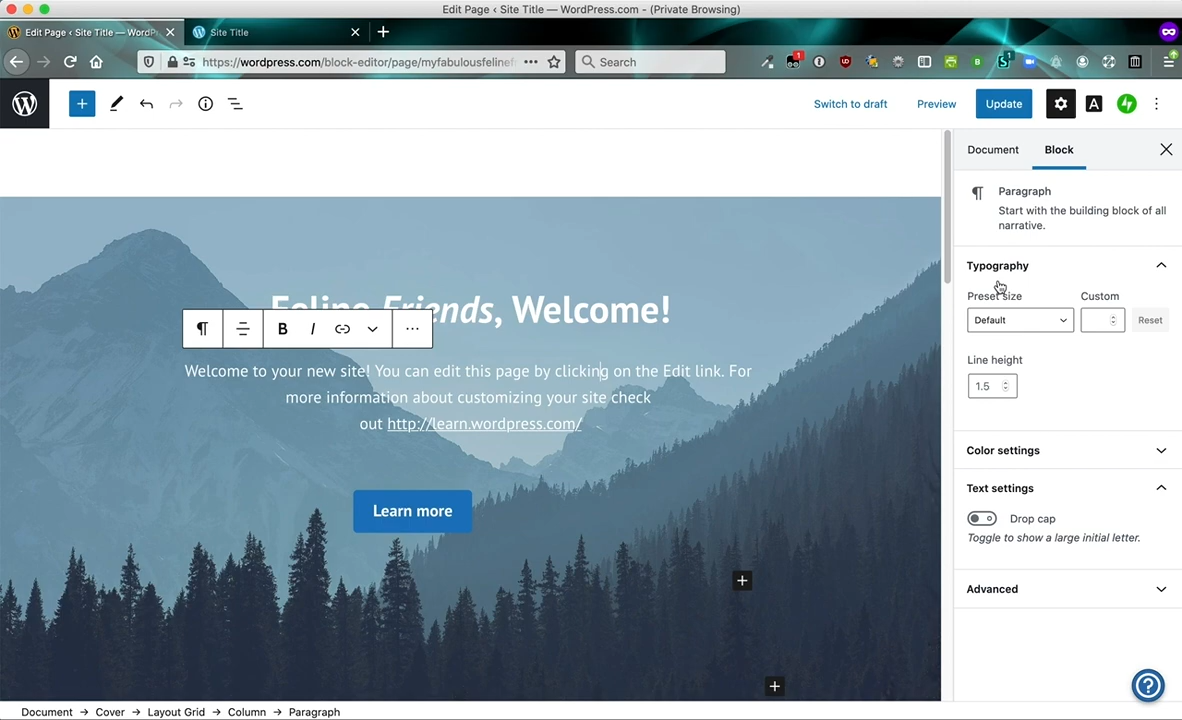 Edit Page ‹ Site Title — WordPress.com - (Private Browsing)
Edit Page ‹ Site Title — WordP
Site Title
https://wordpress.com/block-editor/page/myfabulousfelinef
Search
1
1
Switch to draft
Preview
Update
A
Document
Block
Paragraph
Start with the building block of all
narrative.
Typography
Preset size
Custom
Default
Reset
Line height
1.5
Color settings
Text settings
Drop cap
Toggle to show a large initial letter.
Advanced
Feline Friends, Welcome!
B I
Welcome to your new site! You can edit this page by clicking on the Edit link. For
more information about customizing your site check
out http://learn.wordpress.com/
Learn more
Document → Cover → Layout Grid → Column → Paragraph